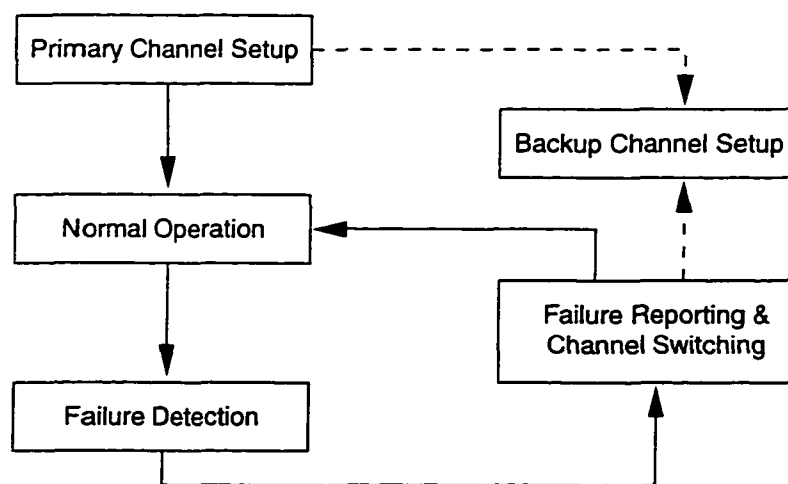 Primary Channel Setup
Backup Channel Setup
Normal Operation
Failure Reporting &
Channel Switching
Failure Detection